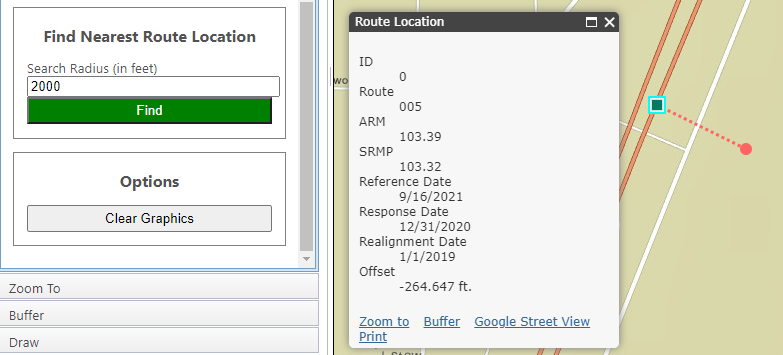 Find Nearest Route Location
Search Radius (in feet)
2000
Find
Options
Clear Graphics
Zoom To
Buffer
Draw
Route Location
ID
0
Route
005
ARM
103.39
SRMP
103.32
Reference Date
9/16/2021
Response Date
12/31/2020
Realignment Date
1/1/2019
Offset
-264.647 ft.
Zoom to Buffer Google Street View
Print